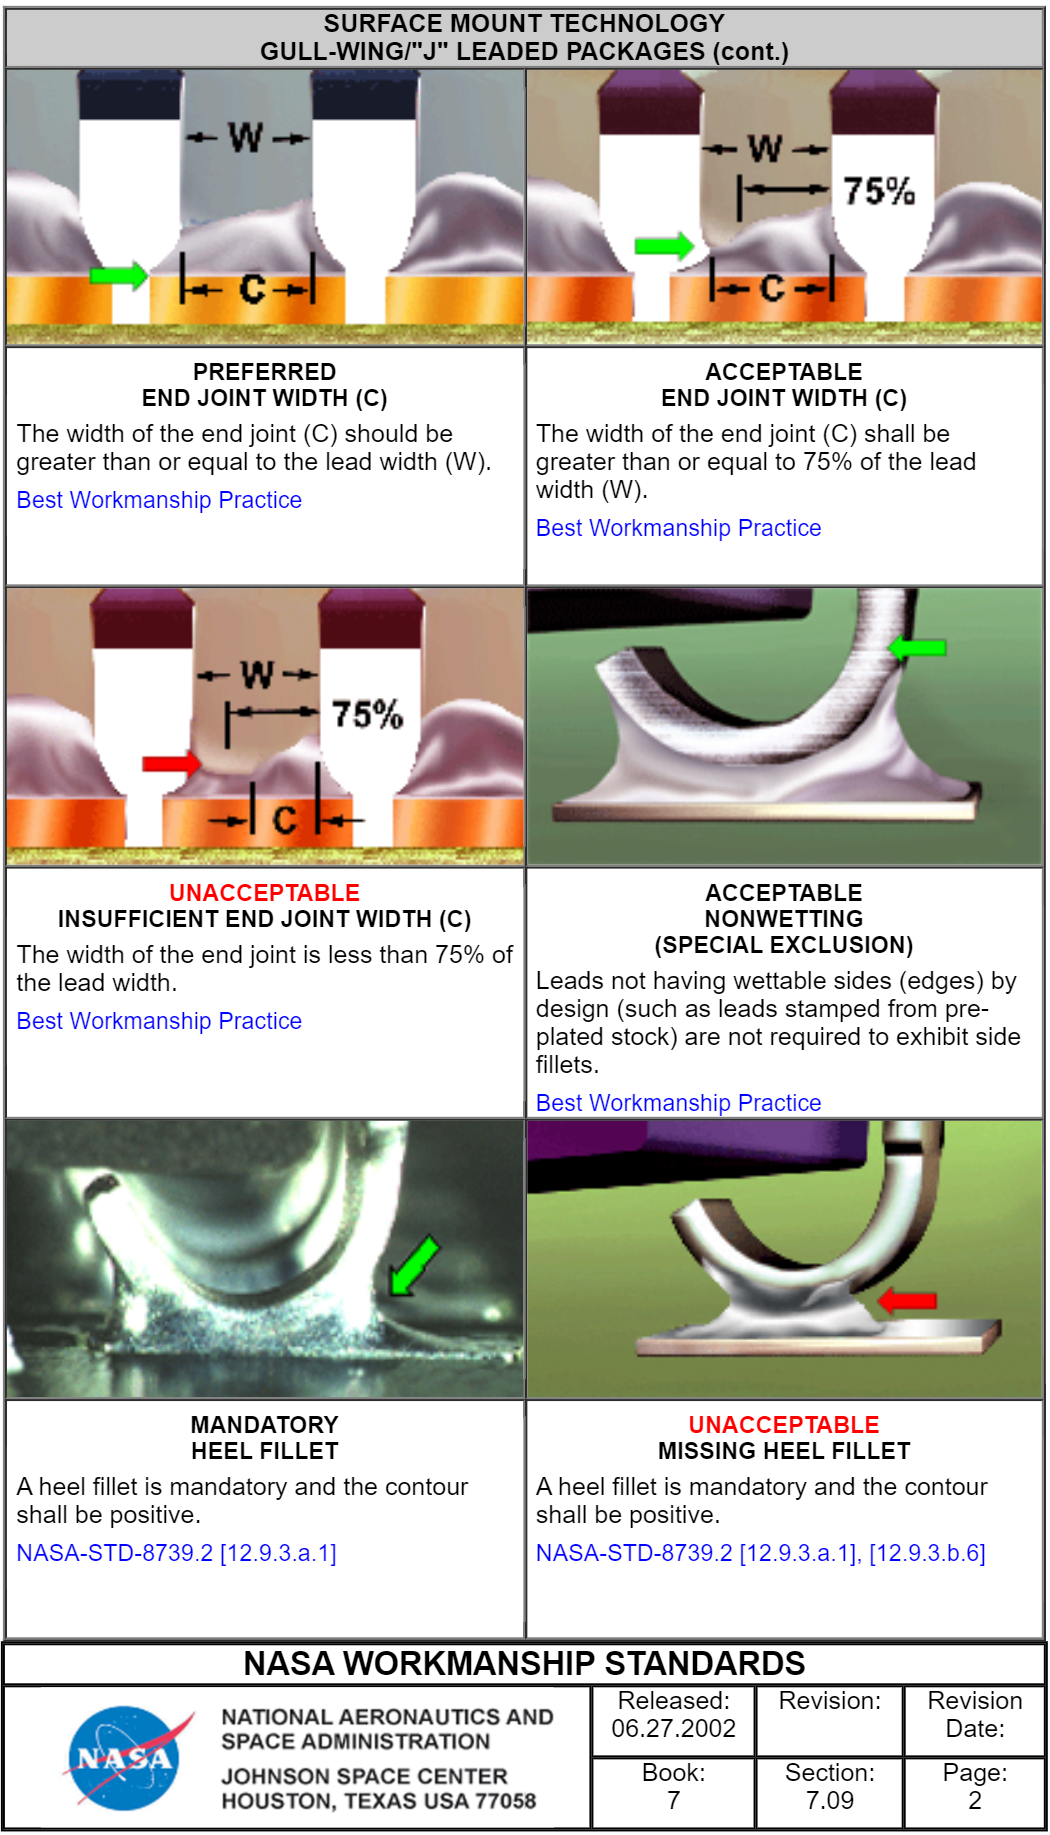 SURFACE MOUNT TECHNOLOGY
GULL-WING/"J" LEADED PACKAGES (cont.)
W
C
W
75%
C
PREFERRED
END JOINT WIDTH (C)
The width of the end joint (C) should be
greater than or equal to the lead width (W).
Best Workmanship Practice
ACCEPTABLE
END JOINT WIDTH (C)
The width of the end joint (C) shall be
greater than or equal to 75% of the lead
width (W).
Best Workmanship Practice
W
75%
C
UNACCEPTABLE
INSUFFICIENT END JOINT WIDTH (C)
The width of the end joint is less than 75% of
the lead width.
Best Workmanship Practice
ACCEPTABLE
NONWETTING
(SPECIAL EXCLUSION)
Leads not having wettable sides (edges) by
design (such as leads stamped from pre-
plated stock) are not required to exhibit side
fillets.
Best Workmanship Practice
MANDATORY
HEEL FILLET
A heel fillet is mandatory and the contour
shall be positive.
NASA-STD-8739.2 [12.9.3.a.1]
UNACCEPTABLE
MISSING HEEL FILLET
A heel fillet is mandatory and the contour
shall be positive.
NASA-STD-8739.2 [12.9.3.a.1], [12.9.3.b.6]
NASA WORKMANSHIP STANDARDS
NASA
NATIONAL AERONAUTICS AND
SPACE ADMINISTRATION
JOHNSON SPACE CENTER
HOUSTON, TEXAS USA 77058
Released:
06.27.2002
Revision:
Revision
Date:
Book:
7
Section:
7.09
Page:
2